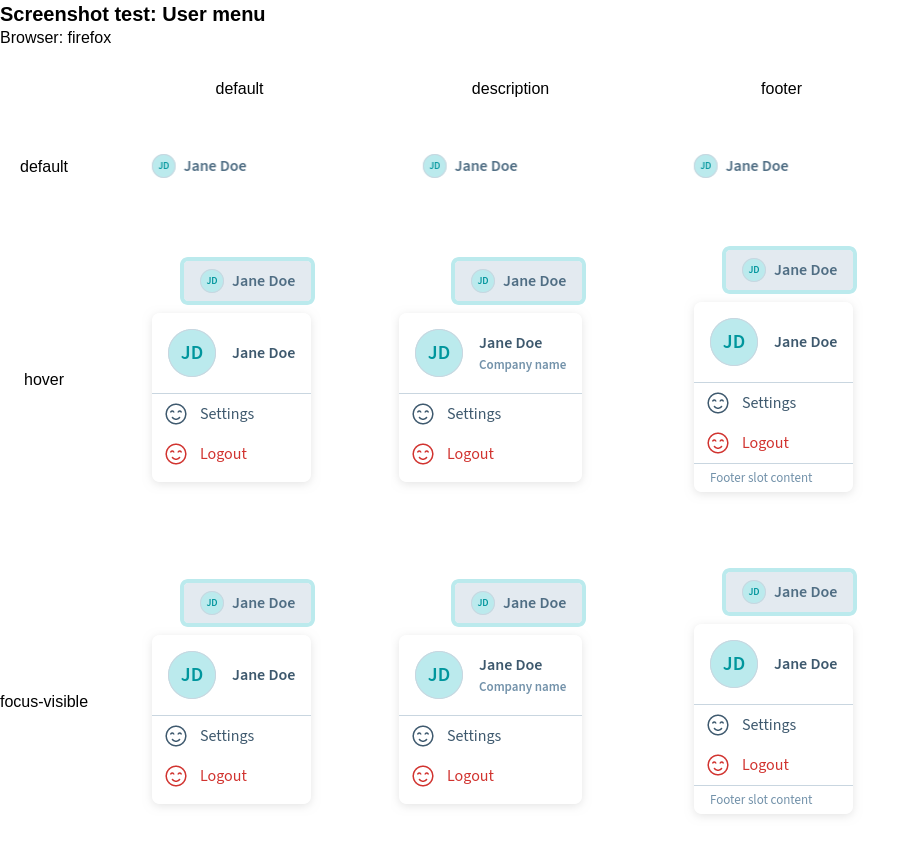 Screenshot test: User menu
Browser: firefox
default description footer
default
JD Jane Doe JD Jane Doe JD Jane Doe
hover
JD Jane Doe
JD Jane Doe
Settings
Logout
JD Jane Doe
JD Jane Doe
Company name
Settings
Logout
JD Jane Doe
JD Jane Doe
Settings
Logout
Footer slot content
focus-visible
JD Jane Doe
JD Jane Doe
Settings
Logout
JD Jane Doe
JD Jane Doe
Company name
Settings
Logout
JD Jane Doe
JD Jane Doe
Settings
Logout
Footer slot content